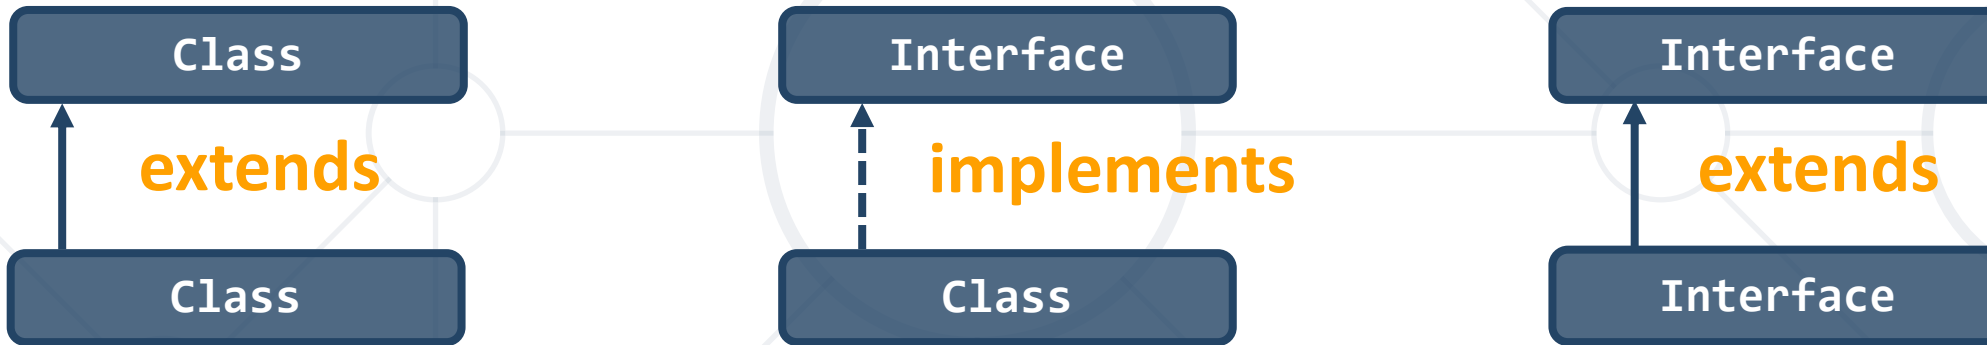 Class
Interface
Interface
extends
implements
extends
Class
Class
Interface